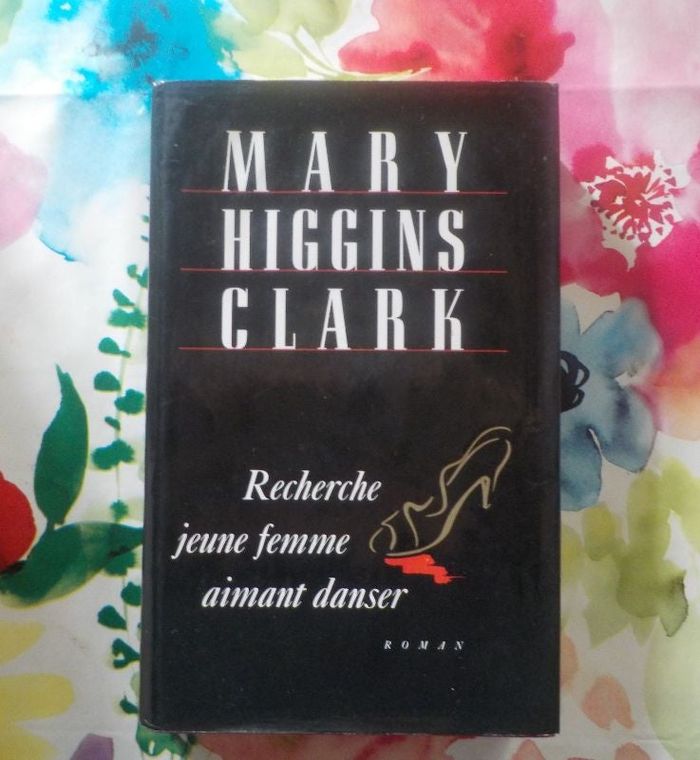 MARY
HIGGINS
CLARK
Recherche
jeune femme
aimant danser
ROMAN